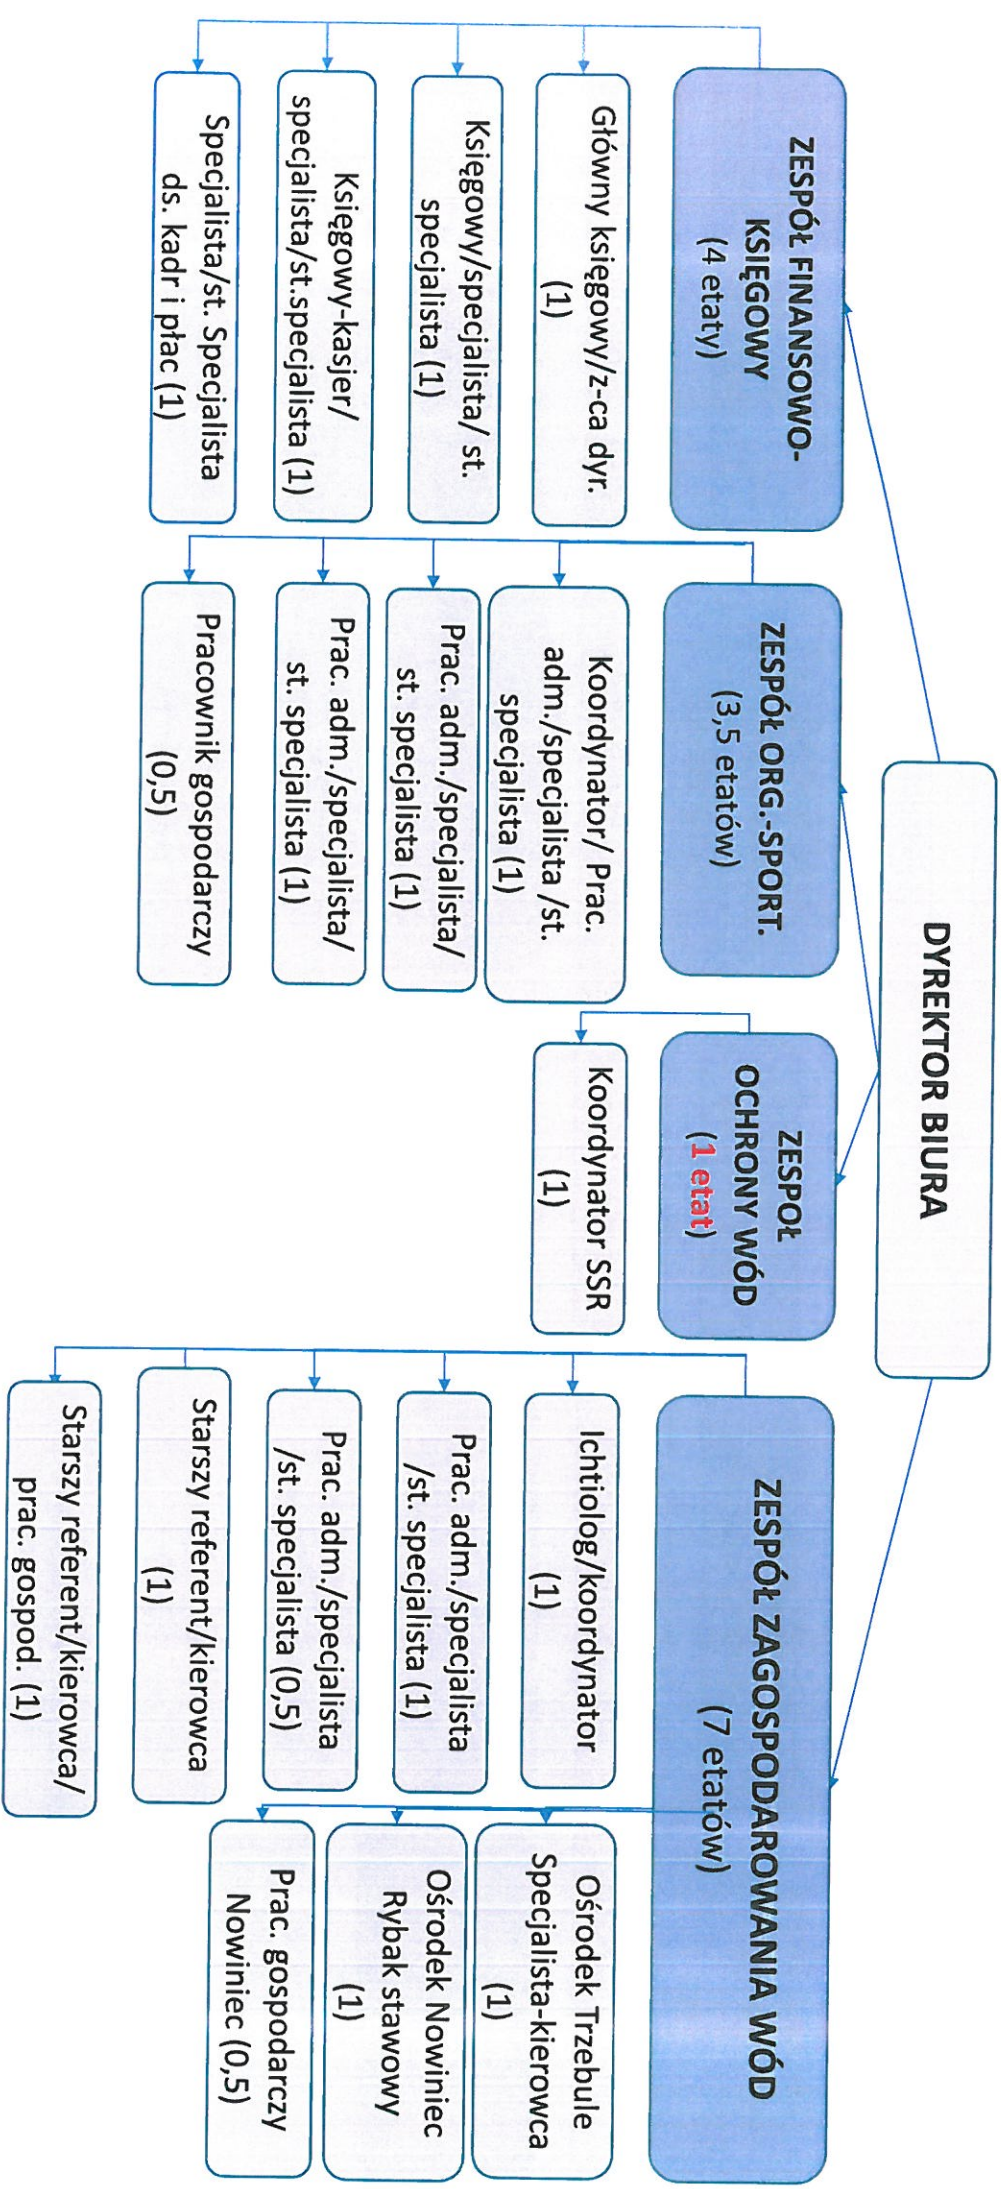 DYREKTOR BIURA
ZESPÓŁ FINANSOWO-
KSIĘGOWY
(4 etaty)
Główny księgowy/z-ca dyr.
(1)
Księgowy/specjalista/ st.
specjalista (1)
Księgowy-kasjer/
specjalista/st.specjalista (1)
Specjalista/st. Specjalista
ds. kadr i płac (1)
ZESPÓŁ ORG.-SPORT.
(3,5 etatów)
Koordynator/ Prac.
adm./specjalista /st.
specjalista (1)
Prac. adm./specjalista/
st. specjalista (1)
Prac. adm./specjalista/
st. specjalista (1)
Pracownik gospodarczy
(0,5)
ZESPOŁ
OCHRONY WÓD
(1 etat)
Koordynator SSR
(1)
ZESPÓŁ ZAGOSPODAROWANIA WÓD
(7 etatów)
Ichtiolog/koordynator
(1)
Prac. adm./specjalista
/st. specjalista (1)
Prac. adm./specjalista
/st. specjalista (0,5)
Starszy referent/kierowca
(1)
Starszy referent/kierowca/
prac. gospod. (1)
Ośrodek Trzebule
Specjalista-kierowca
(1)
Ośrodek Nowiniec
Rybak stawowy
(1)
Prac. gospodarczy
Nowiniec (0,5)